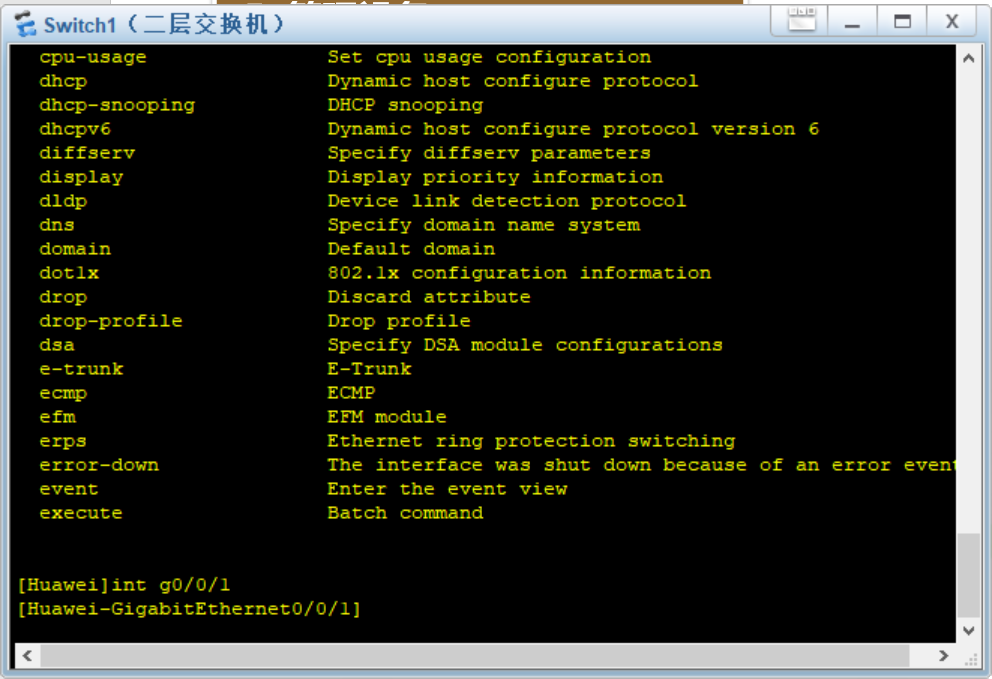 Switch1（二层交换机）
cpu-usage Set cpu usage configuration
dhcp Dynamic host configure protocol
dhcp-snooping DHCP snooping
dhcpv6 Dynamic host configure protocol version 6
diffserv Specify diffserv parameters
display Display priority information
dldp Device link detection protocol
dns Specify domain name system
domain Default domain
dot1x 802.1x configuration information
drop Discard attribute
drop-profile Drop profile
dsa Specify DSA module configurations
e-trunk E-Trunk
ecmp ECMP
efm EFM module
erps Ethernet ring protection switching
error-down The interface was shut down because of an error event
event Enter the event view
execute Batch command
[Huawei]int g0/0/1
[Huawei-GigabitEthernet0/0/1]